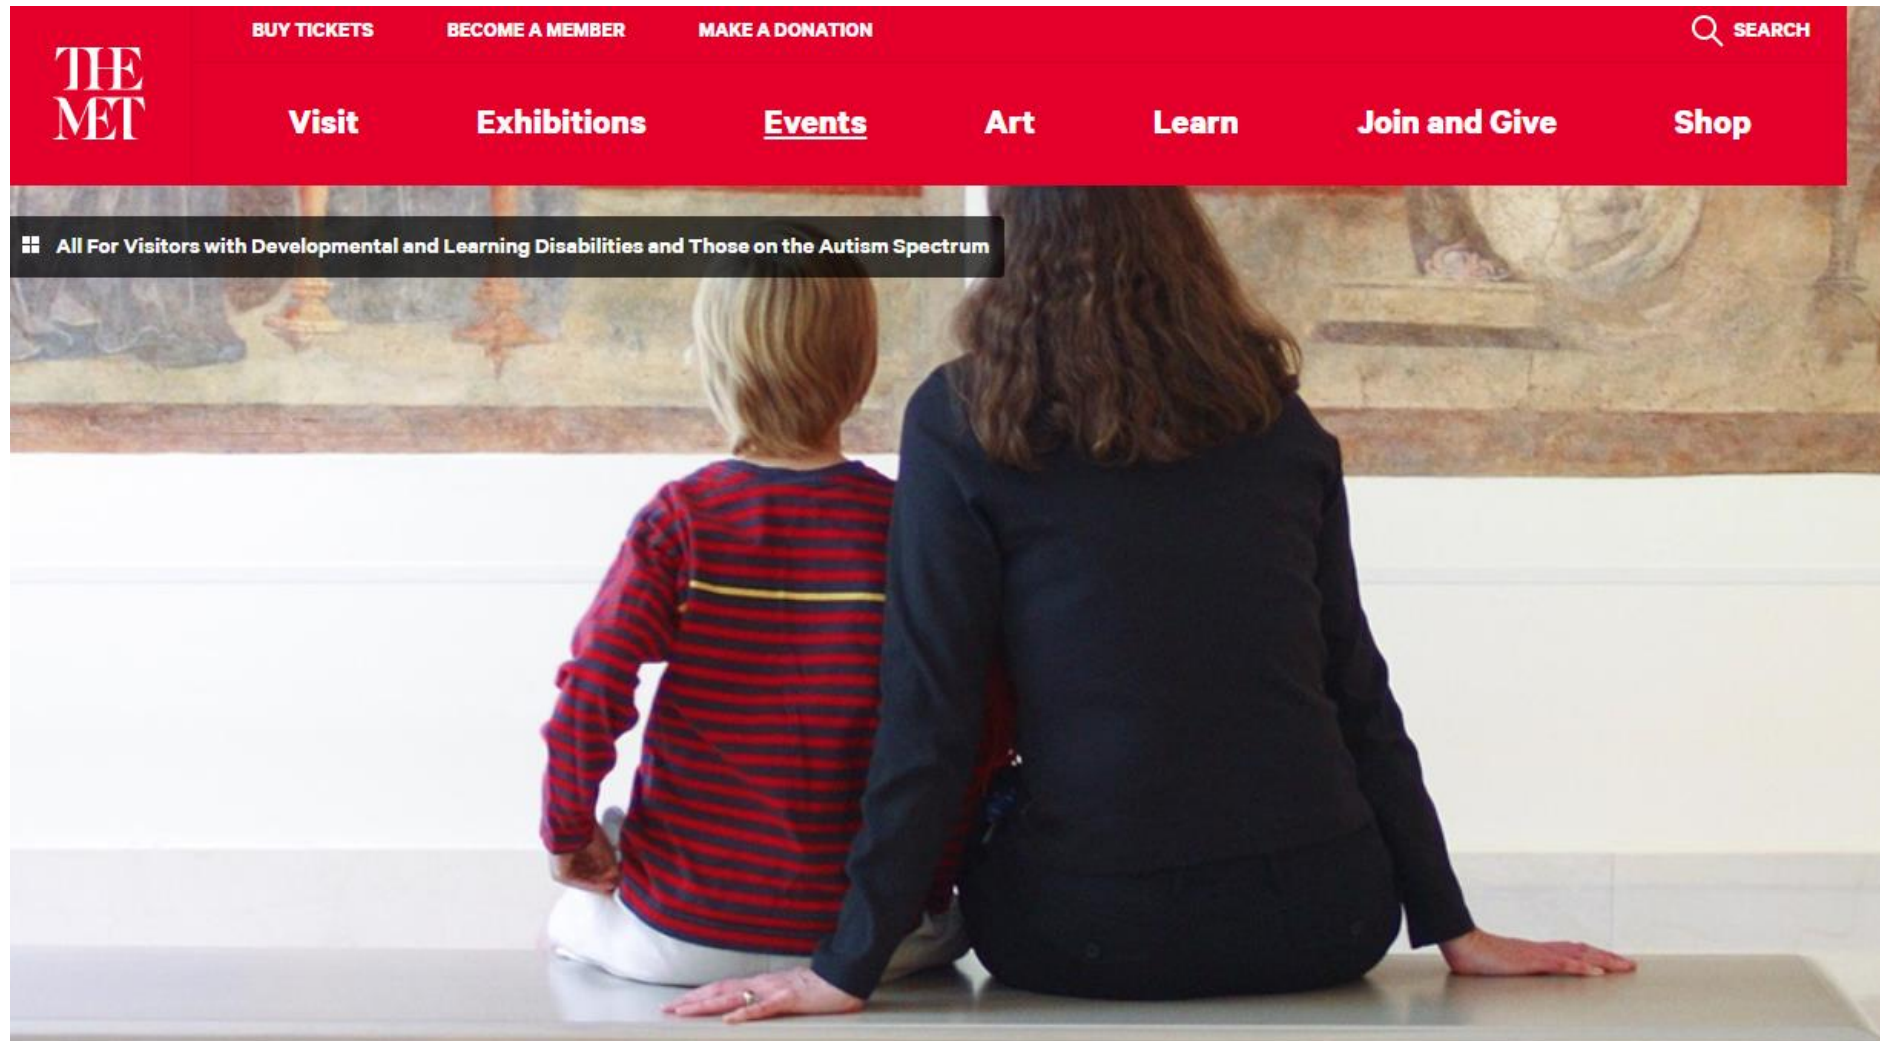 BUY TICKETS
BECOME A MEMBER
MAKE A DONATION
SEARCH
THE
MET
Visit
Exhibitions
Events
Art
Learn
Join and Give
Shop
All For Visitors with Developmental and Learning Disabilities and Those on the Autism Spectrum